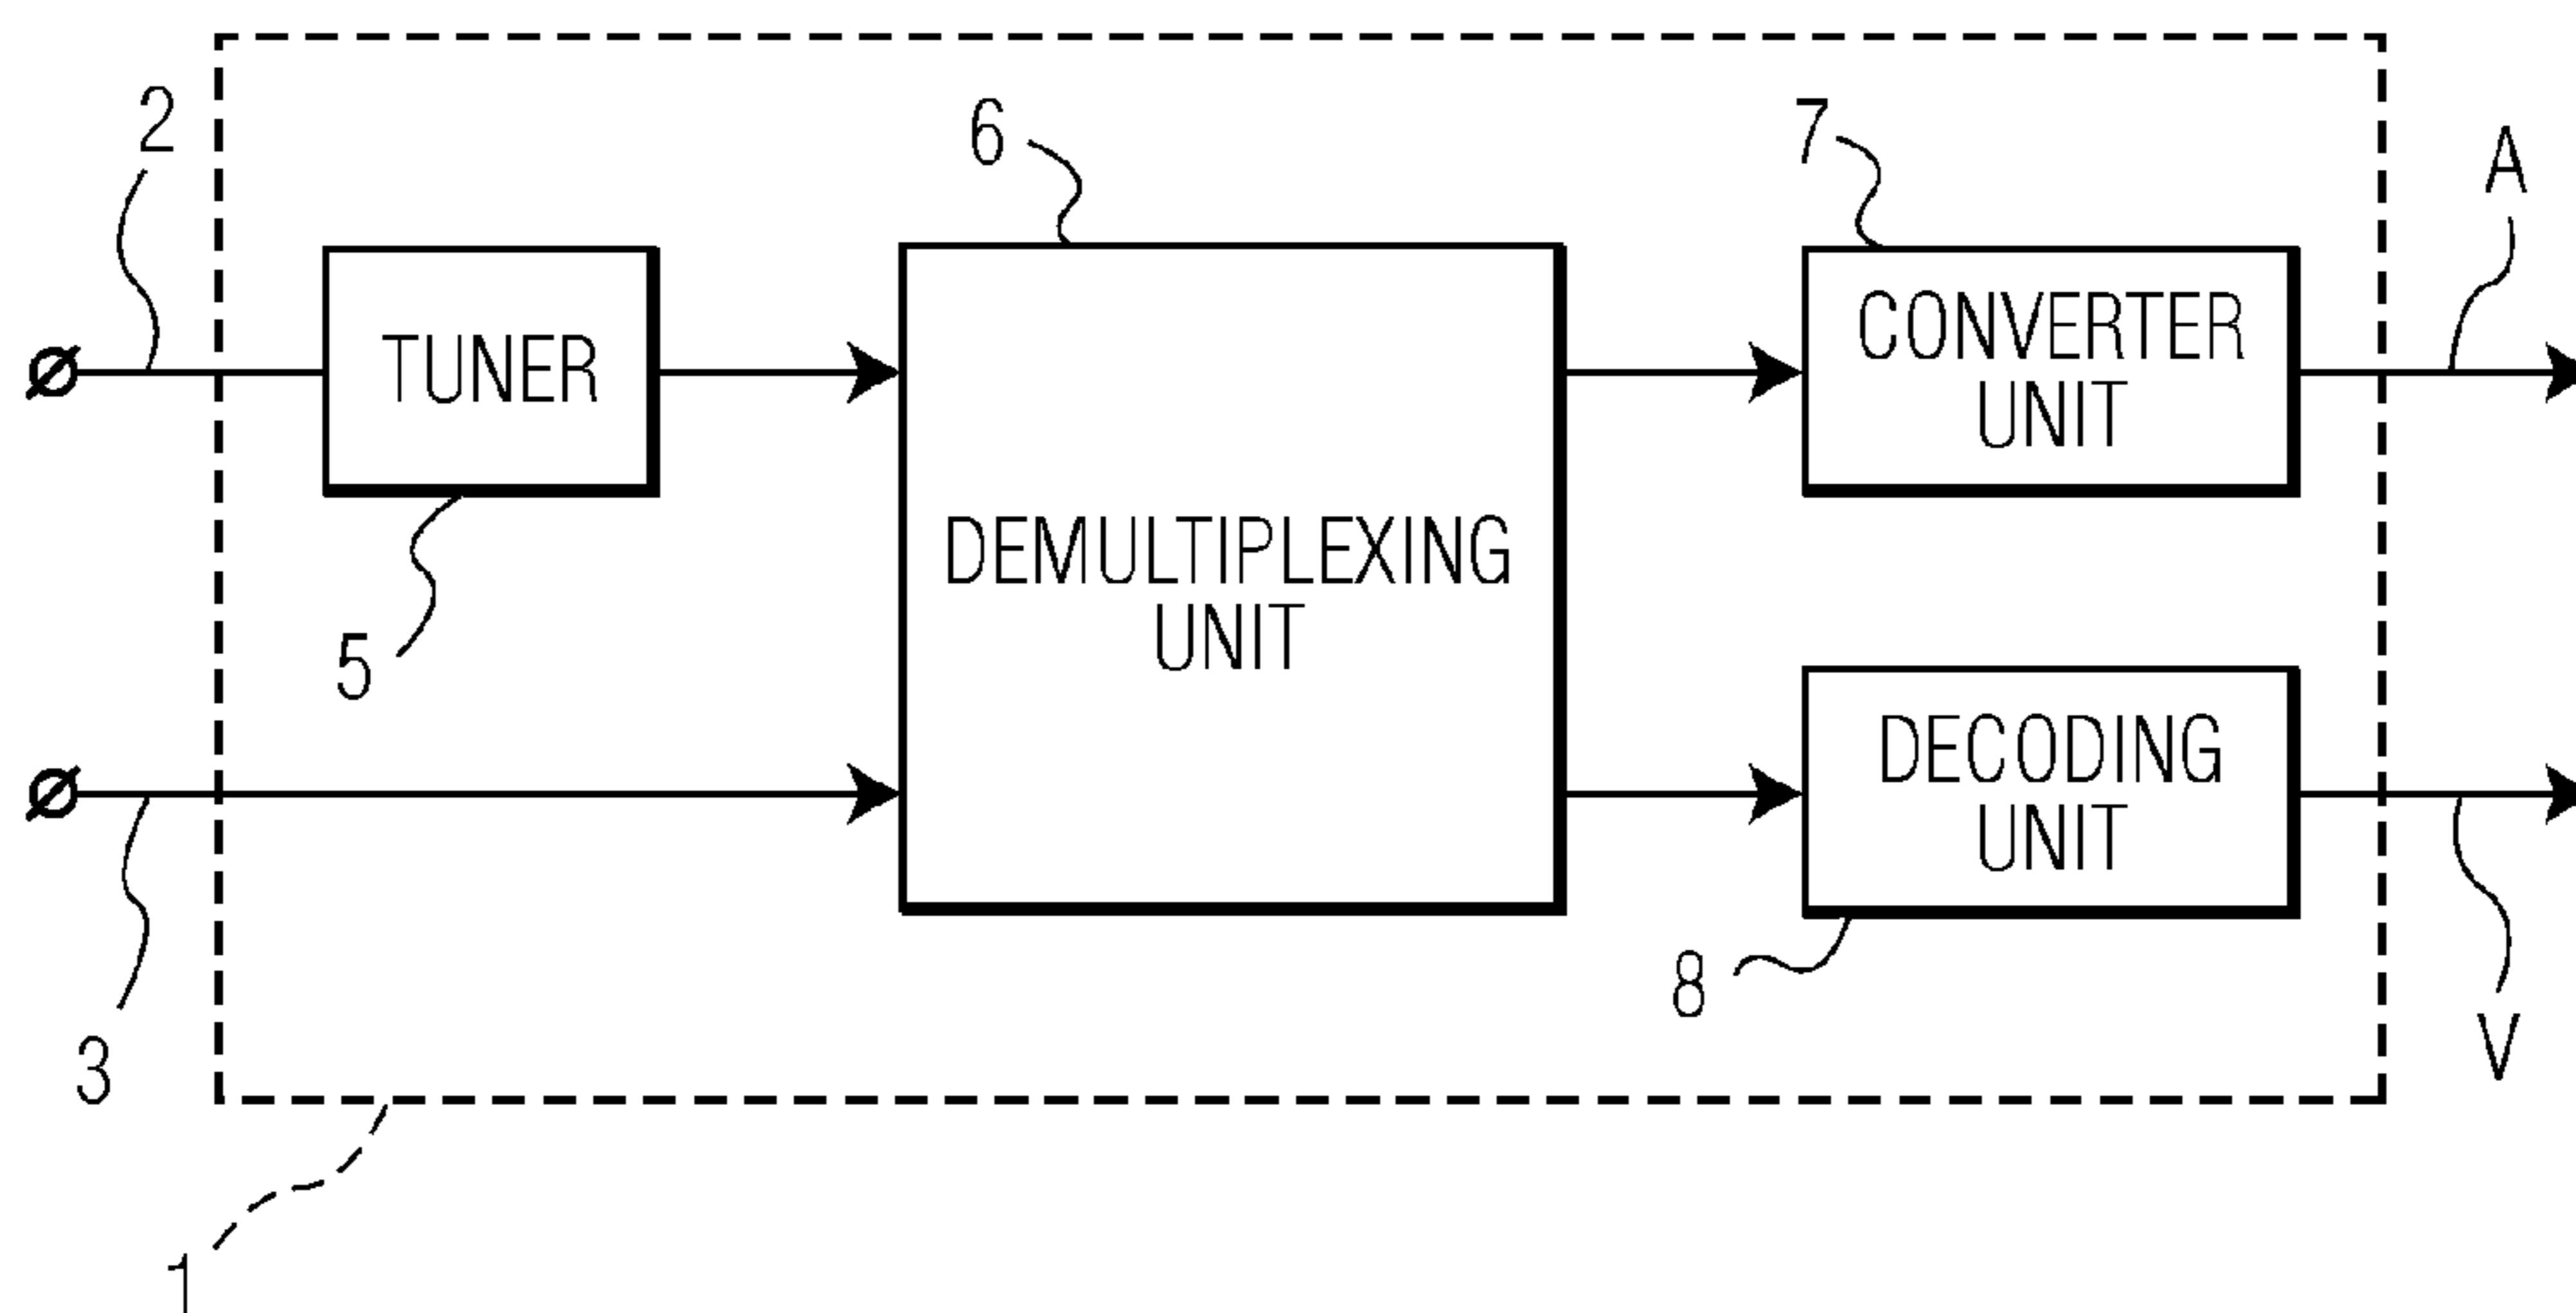 2
6
7
A
TUNER
CONVERTER
UNIT
DEMULTIPLEXING
UNIT
5
DECODING
UNIT
8
3
V
1